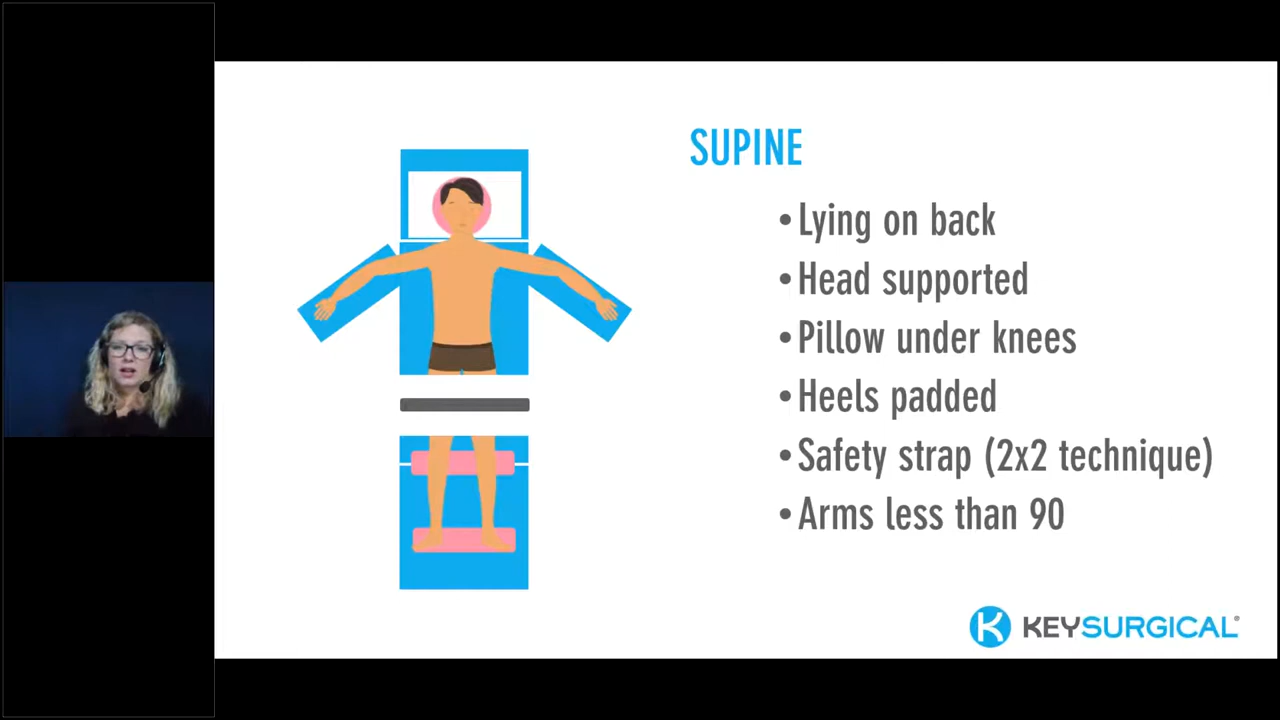 SUPINE
•Lying on back
•Head supported
•Pillow under knees
•Heels padded
•Safety strap (2x2 technique)
•Arms less than 90
K KEYSURGICAL®